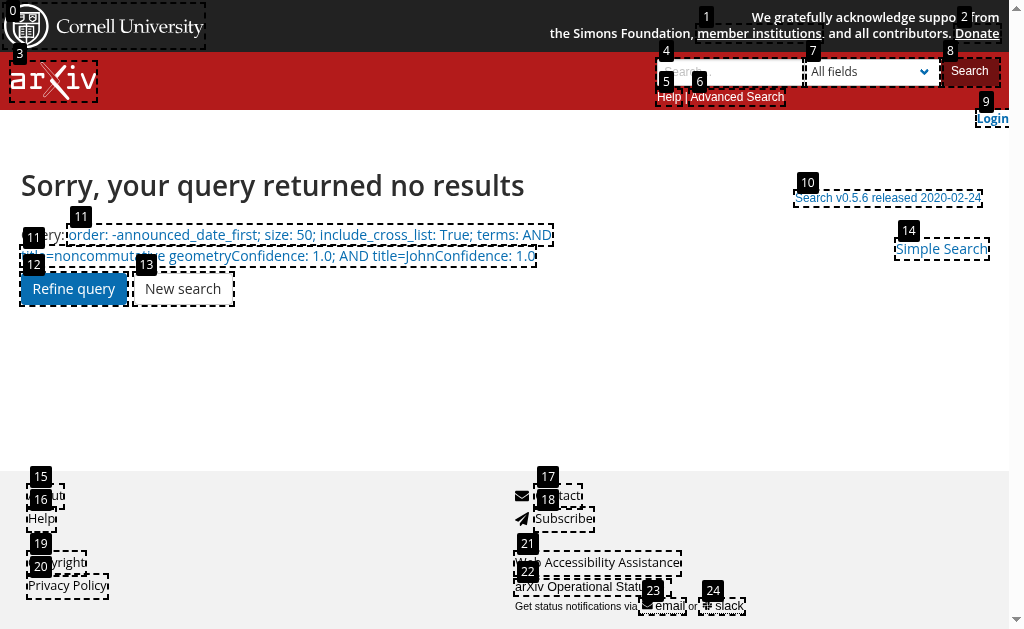 0
Cornell University
1
2
We gratefully acknowledge support from
the Simons Foundation, member institutions, and all contributors. Donate
3
arXiv
4
7
8
Search...
All fields
Search
5
6
Help | Advanced Search
9
Login
Sorry, your query returned no results
10
Search v0.5.6 released 2020-02-24
11
Query: order: -announced_date_first; size: 50; include_cross_list: True; terms: AND
11
title=noncommutative geometryConfidence: 1.0; AND title=JohnConfidence: 1.0
14
Simple Search
12
13
Refine query
New search
15
About
16
Help
17
Contact
18
Subscribe
19
Copyright
20
Privacy Policy
21
Web Accessibility Assistance
22
arXiv Operational Status
23
24
Get status notifications via email or slack